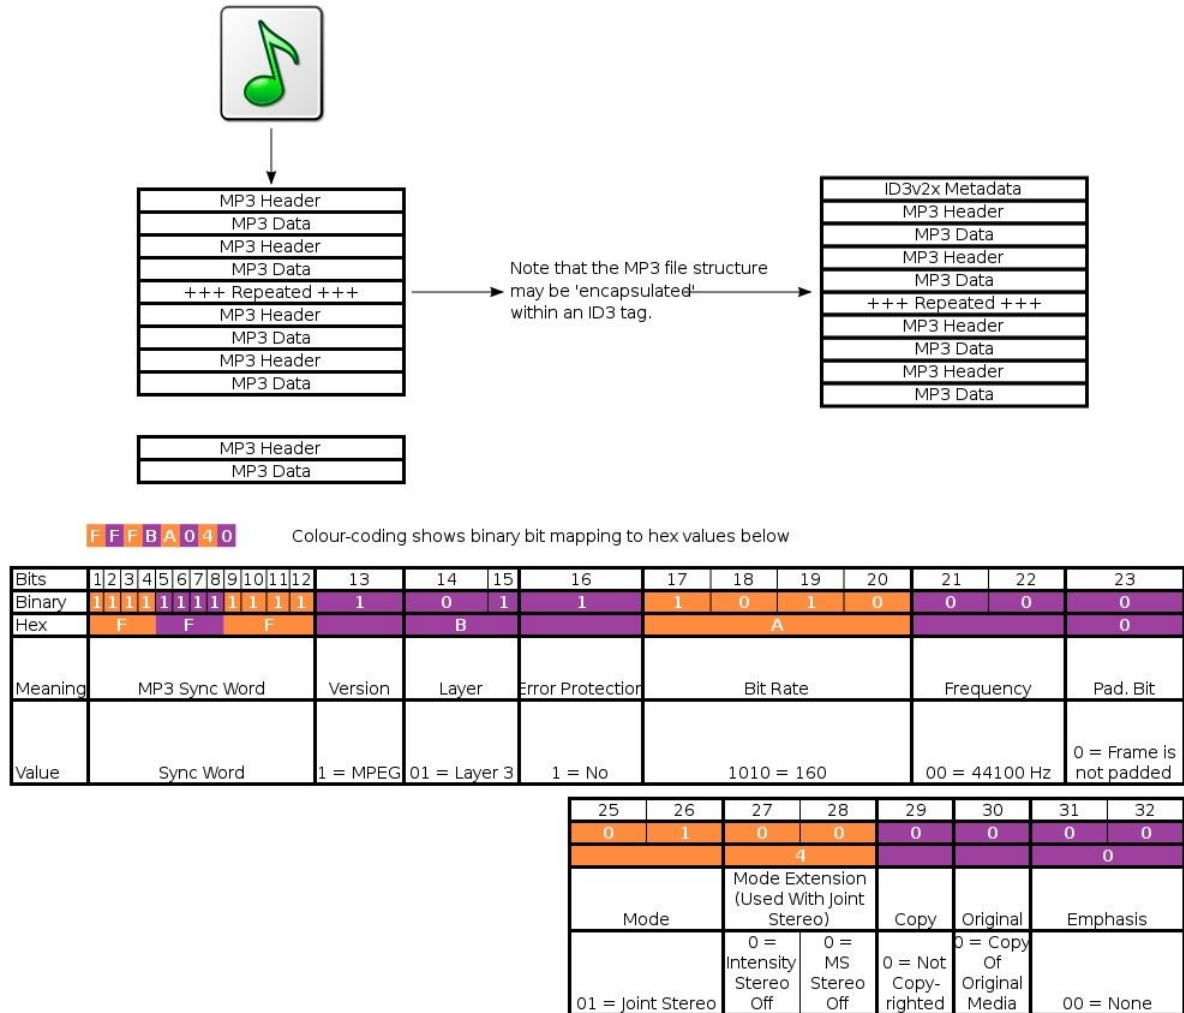 MP3 Header
MP3 Data
MP3 Header
MP3 Data
+++ Repeated +++
MP3 Header
MP3 Data
MP3 Header
MP3 Data
Note that the MP3 file structure
may be 'encapsulated'
within an ID3 tag.
ID3v2x Metadata
MP3 Header
MP3 Data
MP3 Header
MP3 Data
+++ Repeated +++
MP3 Header
MP3 Data
MP3 Header
MP3 Data
MP3 Header
MP3 Data
F F F B A 0 4 0
Colour-coding shows binary bit mapping to hex values below
Bits 1 2 3 4 5 6 7 8 9 10 11 12 13 14 15 16 17 18 19 20 21 22 23
Binary 1 1 1 1 1 1 1 1 1 1 1 1 1 0 1 1 1 0 1 0 0 0 0
Hex F F F B A 0
Meaning MP3 Sync Word Version Layer Error Protection Bit Rate Frequency Pad. Bit
Value Sync Word 1 = MPEG 01 = Layer 3 1 = No 1010 = 160 00 = 44100 Hz 0 = Frame is
not padded
25 26 27 28 29 30 31 32
0 1 0 0 0 0 0 0
4 0
Mode
Mode Extension
(Used With Joint
Stereo)
Copy
Original
Emphasis
01 = Joint Stereo
0 =
Intensity
Stereo
Off
0 =
MS
Stereo
Off
0 = Not
Copy-
righted
0 = Copy
Of
Original
Media
00 = None